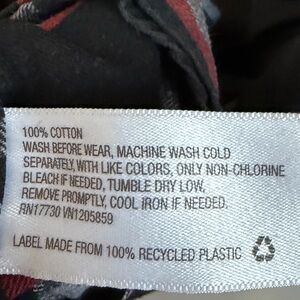 100% COTTON
WASH BEFORE WEAR, MACHINE WASH COLD
SEPARATELY, WITH LIKE COLORS, ONLY NON-CHLORINE
BLEACH IF NEEDED, TUMBLE DRY LOW,
REMOVE PROMPTLY, COOL IRON IF NEEDED.
RN17730 VN1205859
LABEL MADE FROM 100% RECYCLED PLASTIC